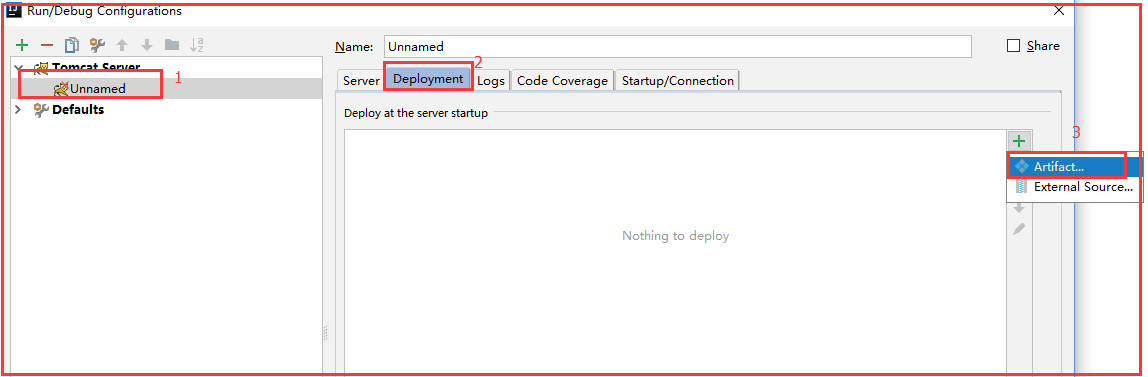 Run/Debug Configurations
Name: Unnamed
Share
Tomcat Server
1
Unnamed
Defaults
2
Server Deployment Logs Code Coverage Startup/Connection
Deploy at the server startup
3
Artifact...
External Source...
Nothing to deploy